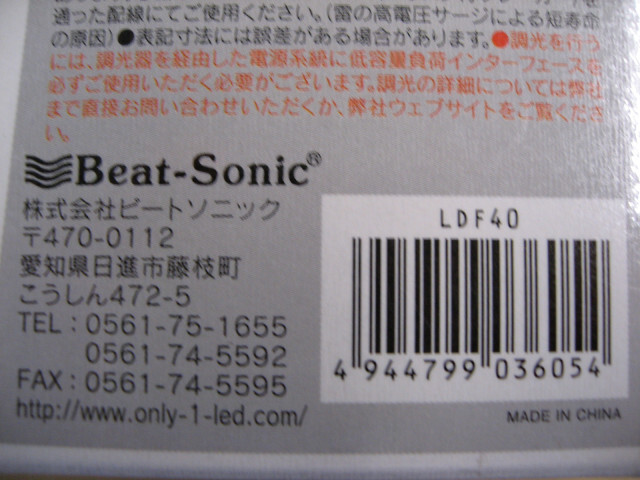 通った配線にてご使用ください。(雷の高電圧サージによる短寿命
の原因)●表記寸法には誤差がある場合があります。●調光を行う
には、調光器を経由した電源系統に低容量負荷インターフェースを
必ずご使用いただく必要がございます。調光の詳細については弊社
まで直接お問い合わせいただくか、弊社ウェブサイトをご覧くださ
い。
Beat-Sonic®
株式会社ビートソニック
〒470-0112
愛知県日進市藤枝町
こうしん472-5
TEL : 0561-75-1655
0561-74-5592
FAX : 0561-74-5595
http://www.only-1-led.com/
LDF40
4 944799 036054
MADE IN CHINA